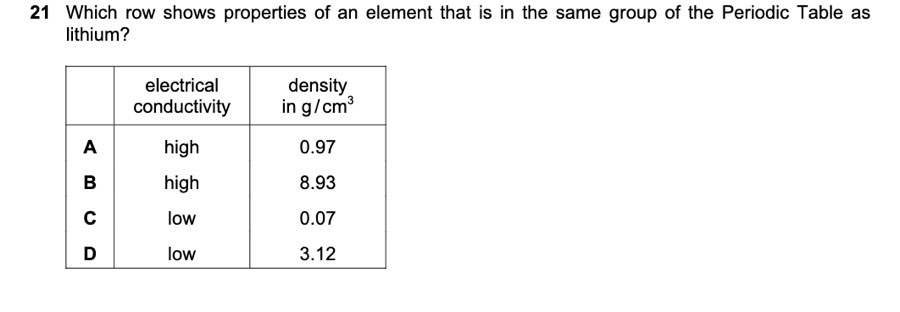 21 Which row shows properties of an element that is in the same group of the Periodic Table as
lithium?
electrical conductivity density in g/cm³
A high 0.97
B high 8.93
C low 0.07
D low 3.12